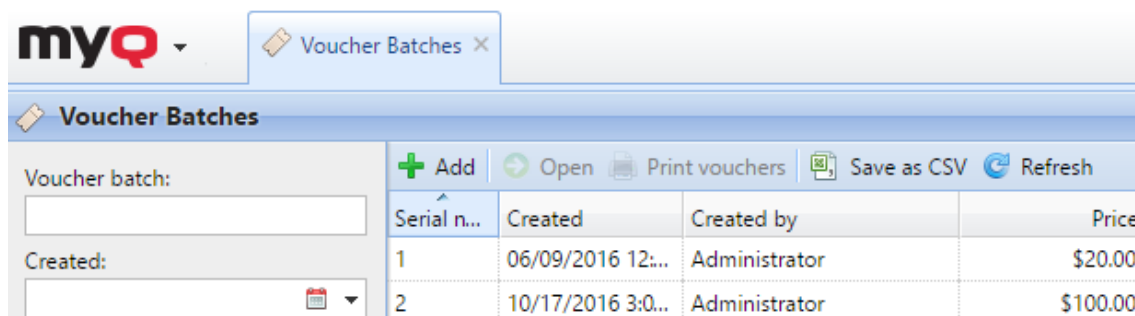 myQ
Voucher Batches
Voucher Batches
Voucher batch:
Created:
Add Open Print vouchers Save as CSV Refresh
Serial n... Created Created by Price
1 06/09/2016 12:... Administrator $20.00
2 10/17/2016 3:0... Administrator $100.00